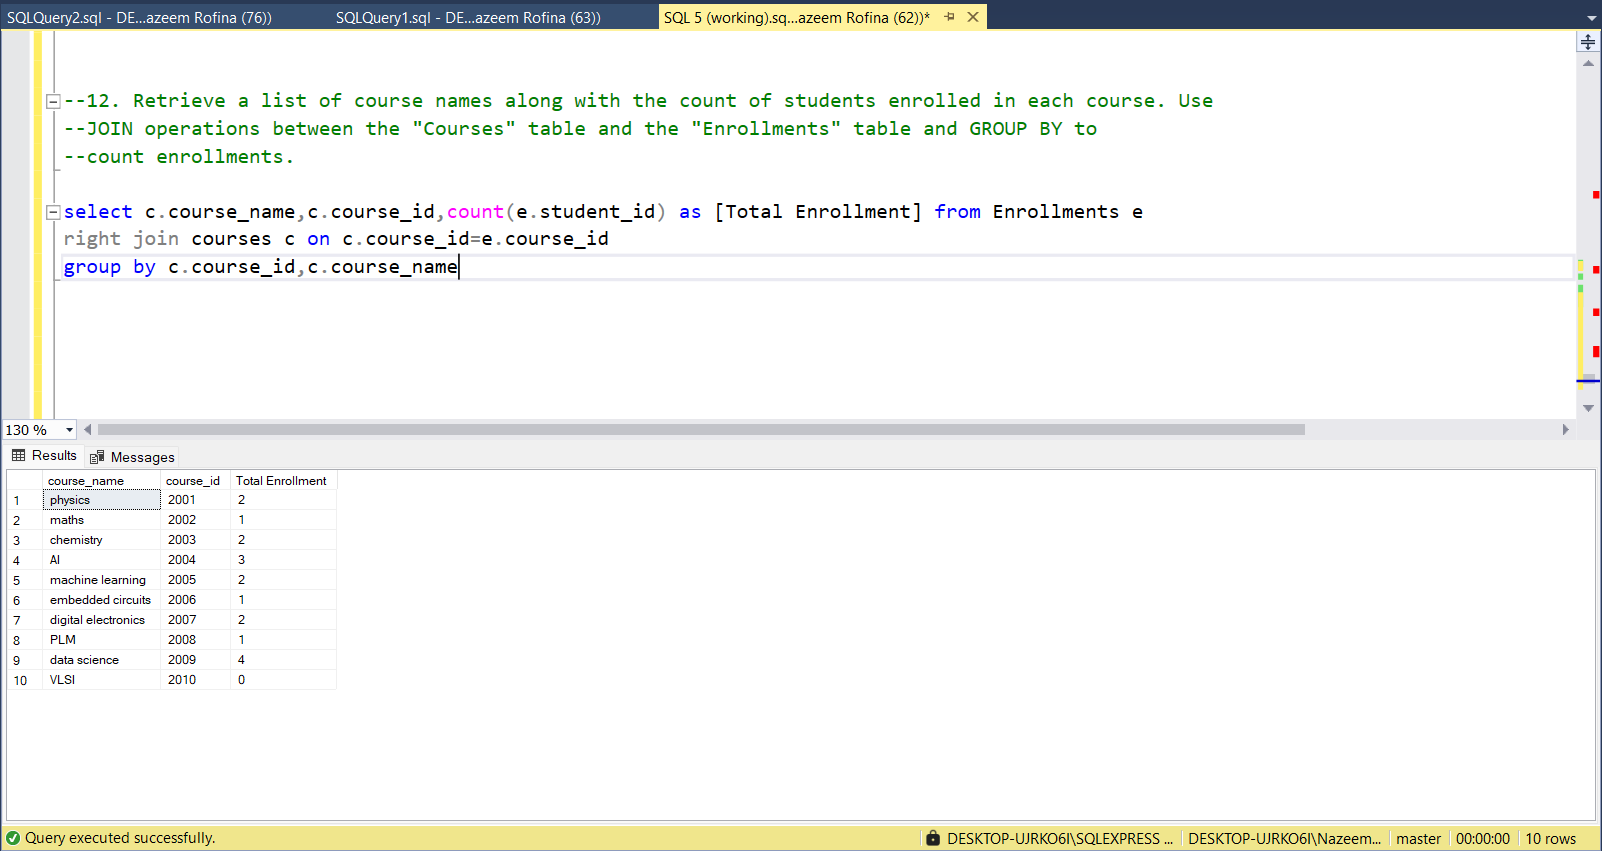 SQLQuery2.sql - DE...azeem Rofina (76)) SQLQuery1.sql - DE...azeem Rofina (63)) SQL 5 (working).sq...azeem Rofina (62))*
--12. Retrieve a list of course names along with the count of students enrolled in each course. Use
--JOIN operations between the "Courses" table and the "Enrollments" table and GROUP BY to
--count enrollments.
select c.course_name,c.course_id,count(e.student_id) as [Total Enrollment] from Enrollments e
right join courses c on c.course_id=e.course_id
group by c.course_id,c.course_name
130 %
Results Messages
course_name course_id Total Enrollment
1 physics 2001 2
2 maths 2002 1
3 chemistry 2003 2
4 AI 2004 3
5 machine learning 2005 2
6 embedded circuits 2006 1
7 digital electronics 2007 2
8 PLM 2008 1
9 data science 2009 4
10 VLSI 2010 0
Query executed successfully. DESKTOP-UJRKO6I\SQLEXPRESS ... DESKTOP-UJRKO6I\Nazeem... master 00:00:00 10 rows